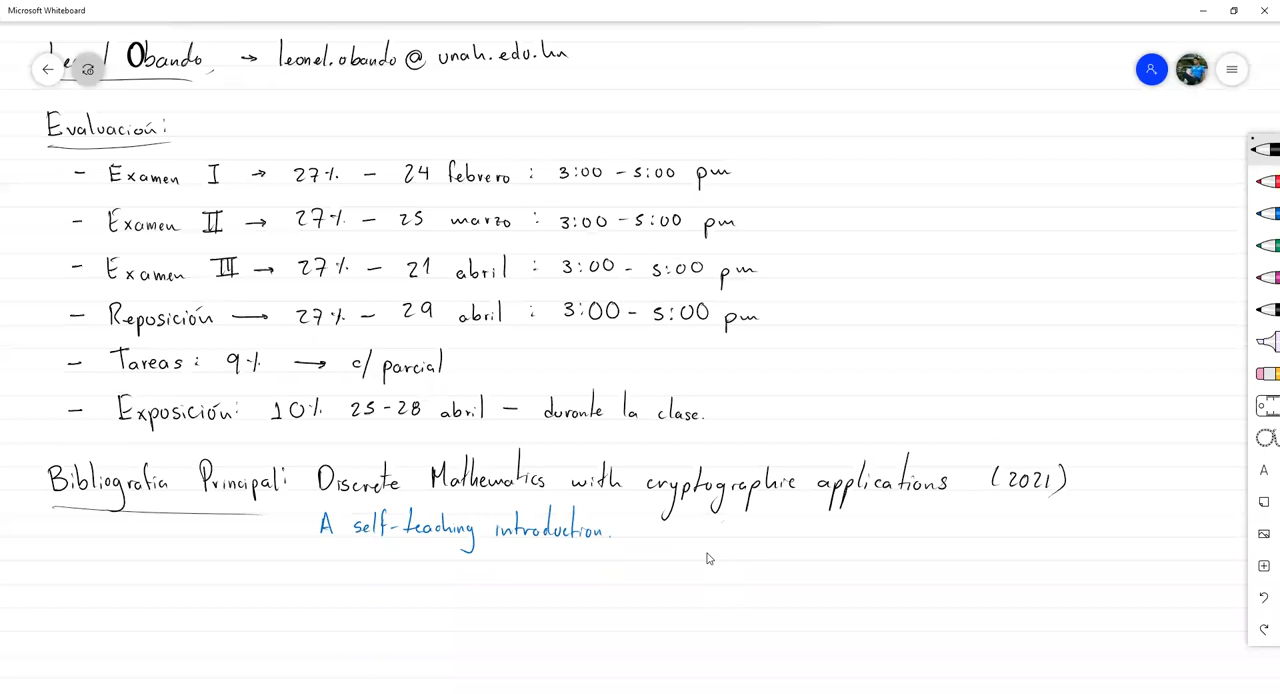 Microsoft Whiteboard
Obando → leonel.obando@unah.edu.hn
Evaluación:
- Examen I → 27% - 24 febrero : 3:00 - 5:00 pm
- Examen II → 27% - 25 marzo : 3:00 - 5:00 pm
- Examen III → 27% - 21 abril : 3:00 - 5:00 pm
- Reposición → 27% - 29 abril : 3:00 - 5:00 pm
- Tareas: 9% → c/ parcial
- Exposición: 10% 25-28 abril - durante la clase.
Bibliografia Principal: Discrete Mathematics with cryptographic applications (2021)
A self-teaching introduction.